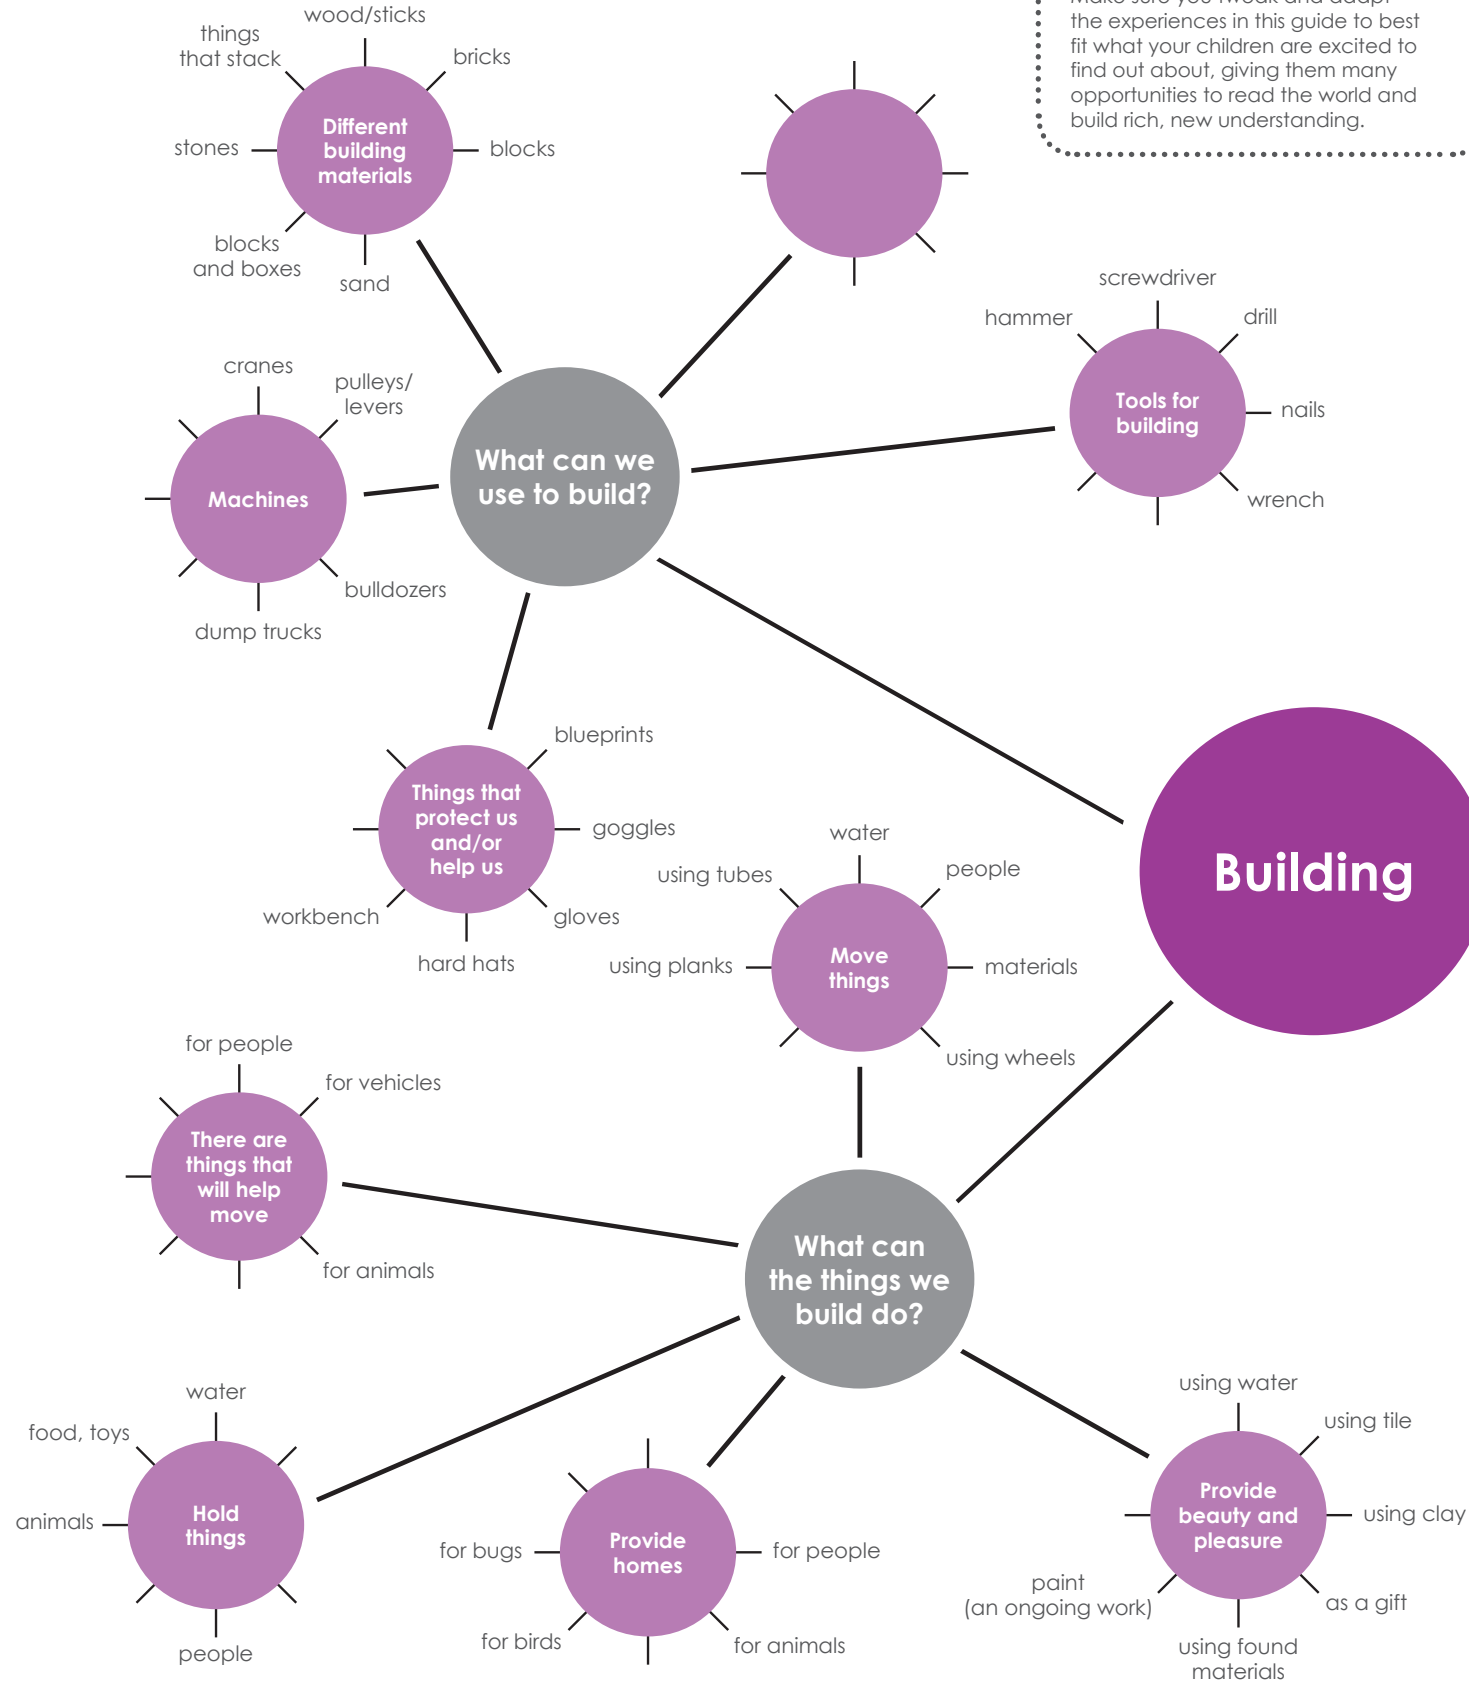 Make sure you tweak and adapt
the experiences in this guide to best
fit what your children are excited to
find out about, giving them many
opportunities to read the world and
build rich, new understanding.
wood/sticks
things
that stack
bricks
Different
building
materials
stones
blocks
blocks
and boxes
sand
screwdriver
hammer
drill
Tools for
building
nails
wrench
cranes
pulleys/
levers
Machines
bulldozers
dump trucks
What can we
use to build?
blueprints
Things that
protect us
and/or
help us
goggles
workbench
gloves
hard hats
Building
water
using tubes
people
Move
things
using planks
materials
using wheels
for people
for vehicles
There are
things that
will help
move
for animals
What can
the things we
build do?
water
food, toys
animals
Hold
things
people
for bugs
Provide
homes
for people
for birds
for animals
using water
using tile
Provide
beauty and
pleasure
using clay
paint
(an ongoing work)
as a gift
using found
materials